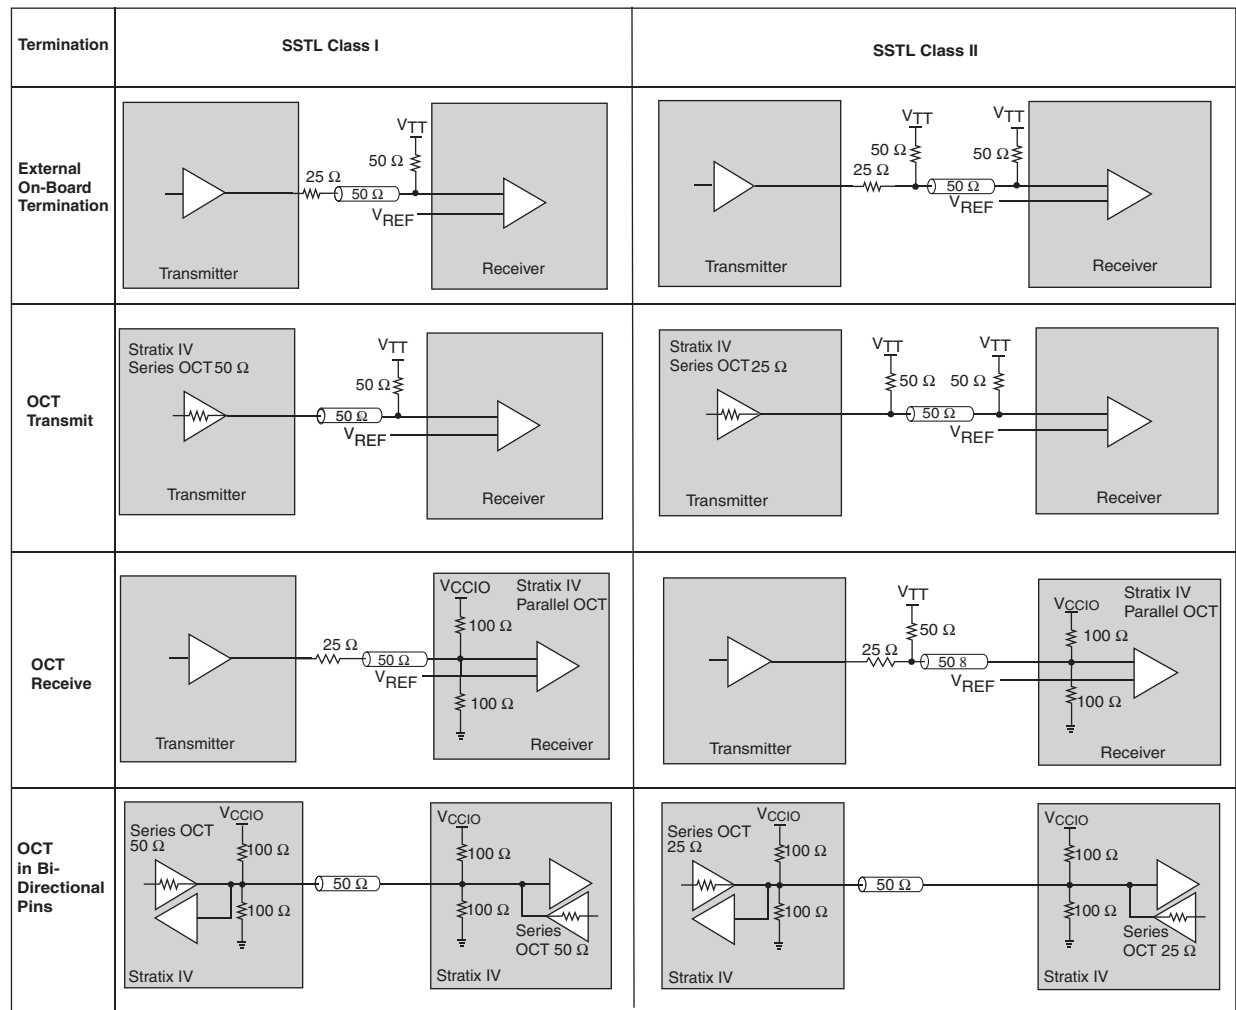 Termination
SSTL Class I
SSTL Class II
External
On-Board
Termination
VTT
50 Ω
25 Ω
50 Ω
VREF
Transmitter
Receiver
VTT
VTT
50 Ω
50 Ω
25 Ω
50 Ω
VREF
Transmitter
Receiver
OCT
Transmit
Stratix IV
Series OCT 50 Ω
VTT
50 Ω
50 Ω
VREF
Transmitter
Receiver
Stratix IV
Series OCT 25 Ω
VTT
VTT
50 Ω
50 Ω
50 Ω
VREF
Transmitter
Receiver
OCT
Receive
VCCIO
Stratix IV
Parallel OCT
100 Ω
25 Ω
50 Ω
VREF
100 Ω
Transmitter
Receiver
VTT
50 Ω
25 Ω
50 8
VREF
VCCIO
Stratix IV
Parallel OCT
100 Ω
100 Ω
Transmitter
Receiver
OCT
in Bi-
Directional
Pins
Series OCT
50 Ω
VCCIO
100 Ω
100 Ω
Stratix IV
50 Ω
VCCIO
100 Ω
100 Ω
Series
OCT 50 Ω
Stratix IV
Series OCT
25 Ω
VCCIO
100 Ω
100 Ω
Stratix IV
50 Ω
VCCIO
100 Ω
100 Ω
Series
OCT 25 Ω
Stratix IV